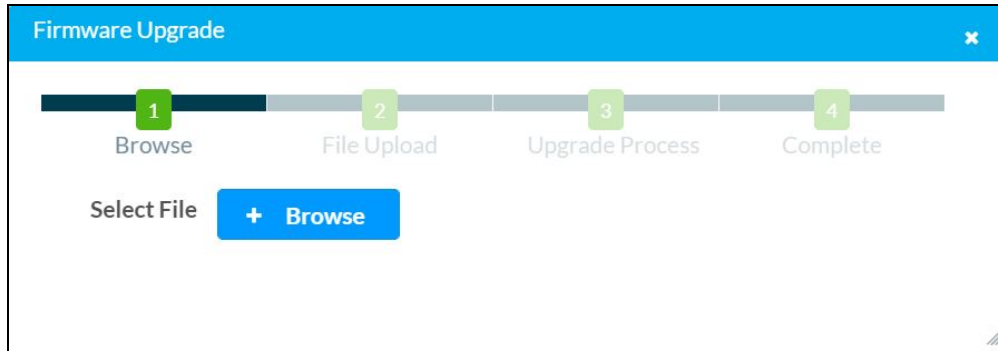 Firmware Upgrade
1 2 3 4
Browse File Upload Upgrade Process Complete
Select File + Browse